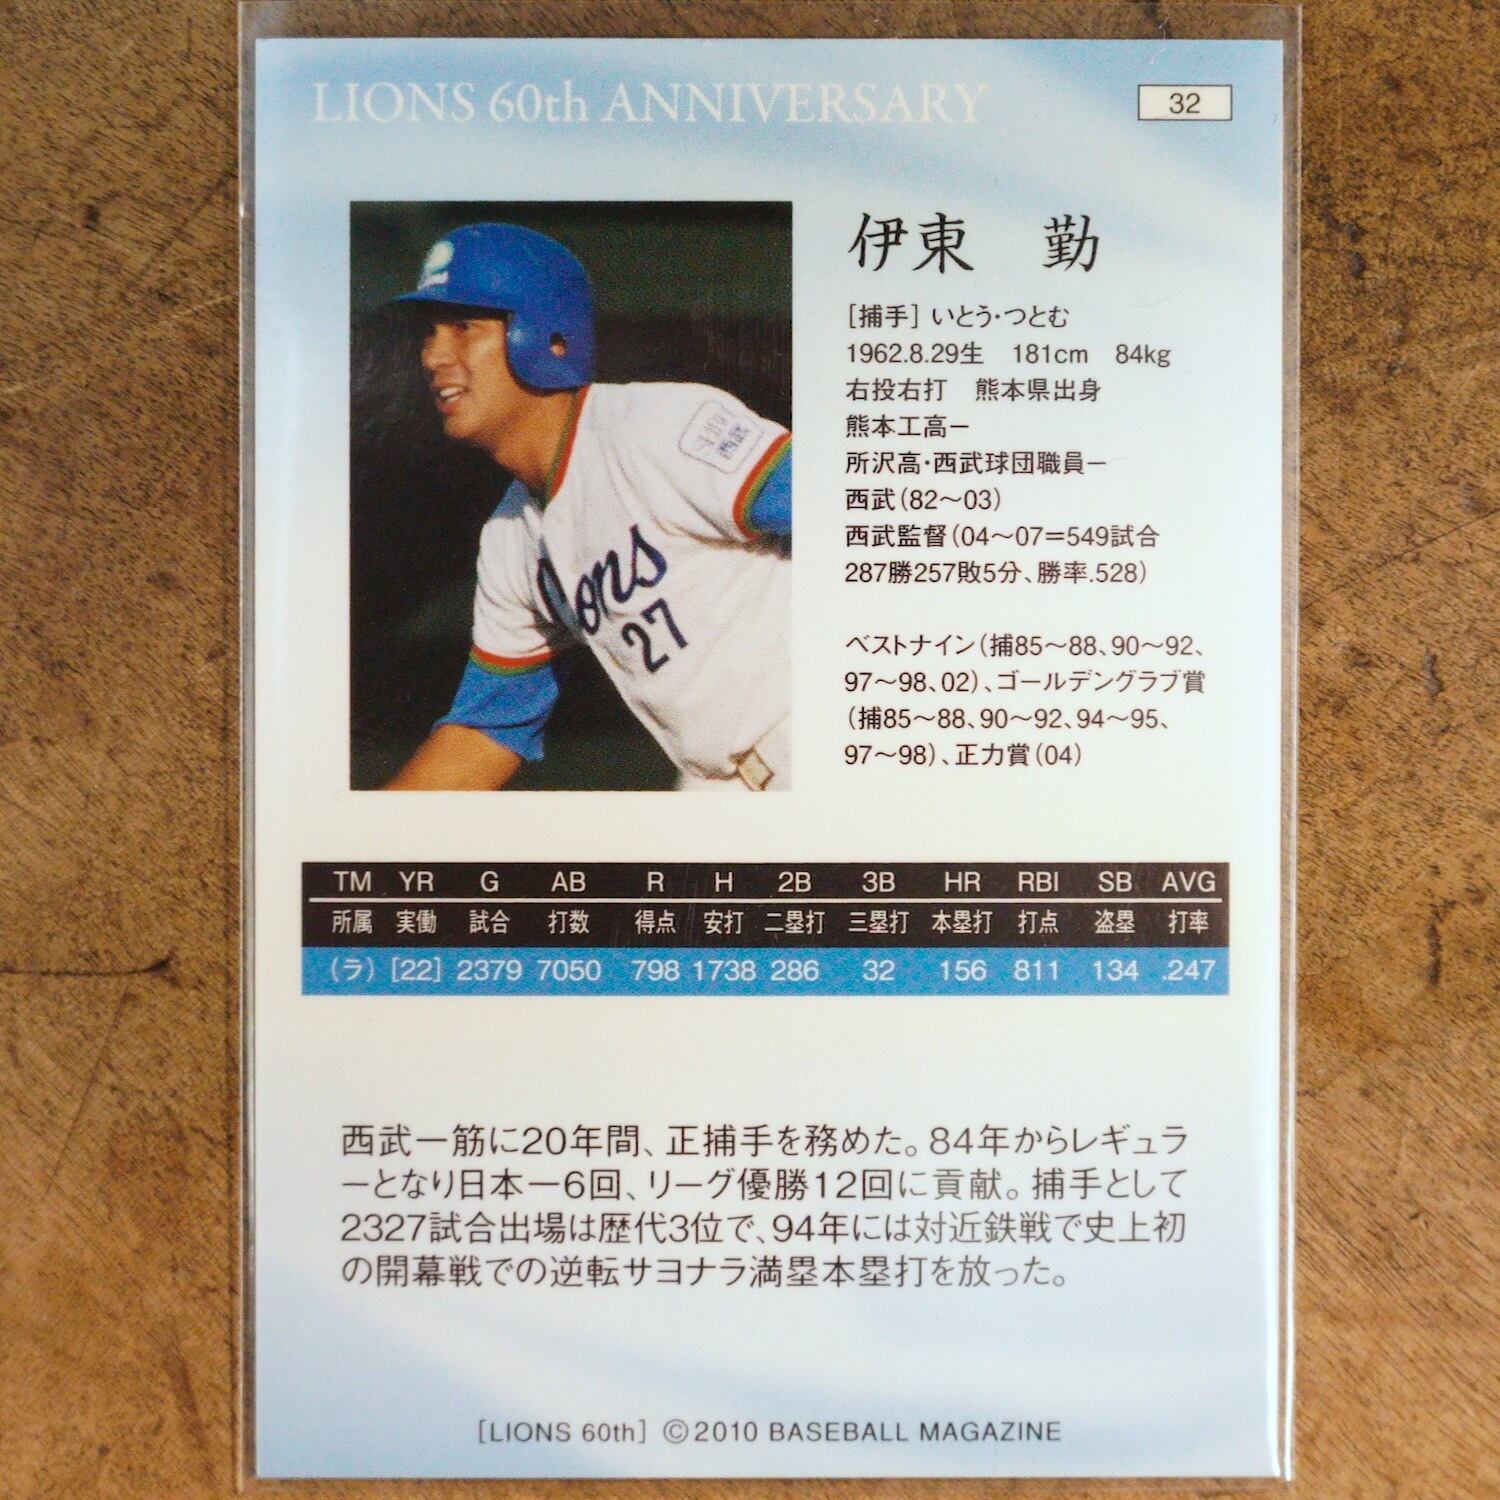 LIONS 60th ANNIVERSARY
32
伊東 勤
[捕手] いとう・つとむ
1962.8.29生 181cm 84kg
右投右打 熊本県出身
熊本工高ー
所沢高・西武球団職員ー
西武(82〜03)
西武監督(04〜07=549試合
287勝257敗5分、勝率.528)
ベストナイン(捕85〜88、90〜92、
97〜98、02)、ゴールデングラブ賞
(捕85〜88、90〜92、94〜95、
97〜98)、正力賞(04)
Lions
27
TM YR G AB R H 2B 3B HR RBI SB AVG
所属 実働 試合 打数 得点 安打 二塁打 三塁打 本塁打 打点 盗塁 打率
(ラ) [22] 2379 7050 798 1738 286 32 156 811 134 .247
西武一筋に20年間、正捕手を務めた。84年からレギュラ
ーとなり日本一6回、リーグ優勝12回に貢献。捕手として
2327試合出場は歴代3位で、94年には対近鉄戦で史上初
の開幕戦での逆転サヨナラ満塁本塁打を放った。
[LIONS 60th] ©2010 BASEBALL MAGAZINE